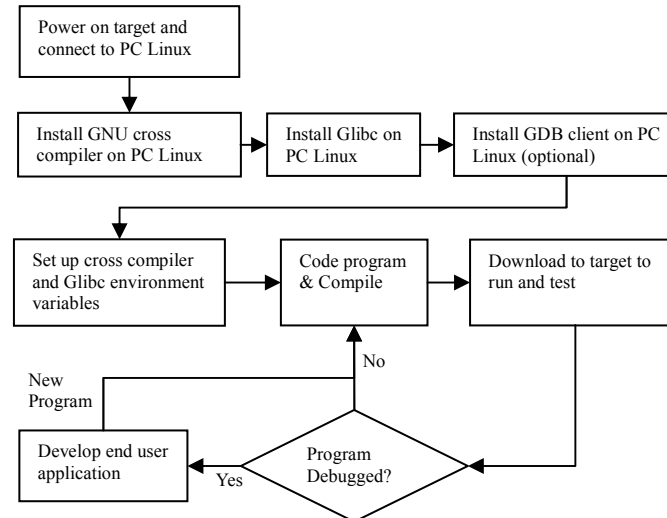 Power on target and
connect to PC Linux
Install GNU cross
compiler on PC Linux
Install Glibc on
PC Linux
Install GDB client on PC
Linux (optional)
Set up cross compiler
and Glibc environment
variables
Code program
& Compile
Download to target to
run and test
No
New
Program
Develop end user
application
Yes
Program
Debugged?